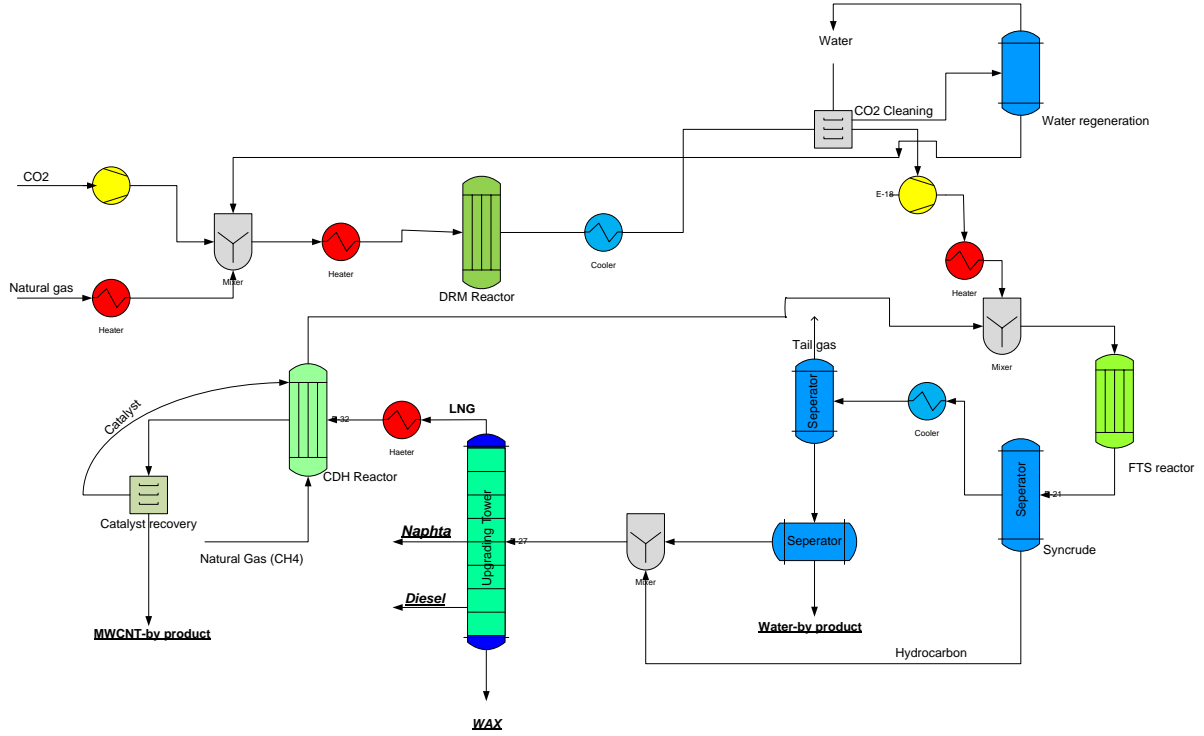 Water
CO2 Cleaning
Water regeneration
CO2
E-18
Mixer
Heater
Cooler
Natural gas
Heater
DRM Reactor
Heater
Mixer
Tail gas
Seperator
Catalyst
LNG
E-32
Haeter
Cooler
FTS reactor
CDH Reactor
Seperator
E-21
Catalyst recovery
Upgrading Tower
Natural Gas (CH4)
Naphta
E-27
Seperator
Syncrude
Mixer
Diesel
MWCNT-by product
Water-by product
Hydrocarbon
WAX